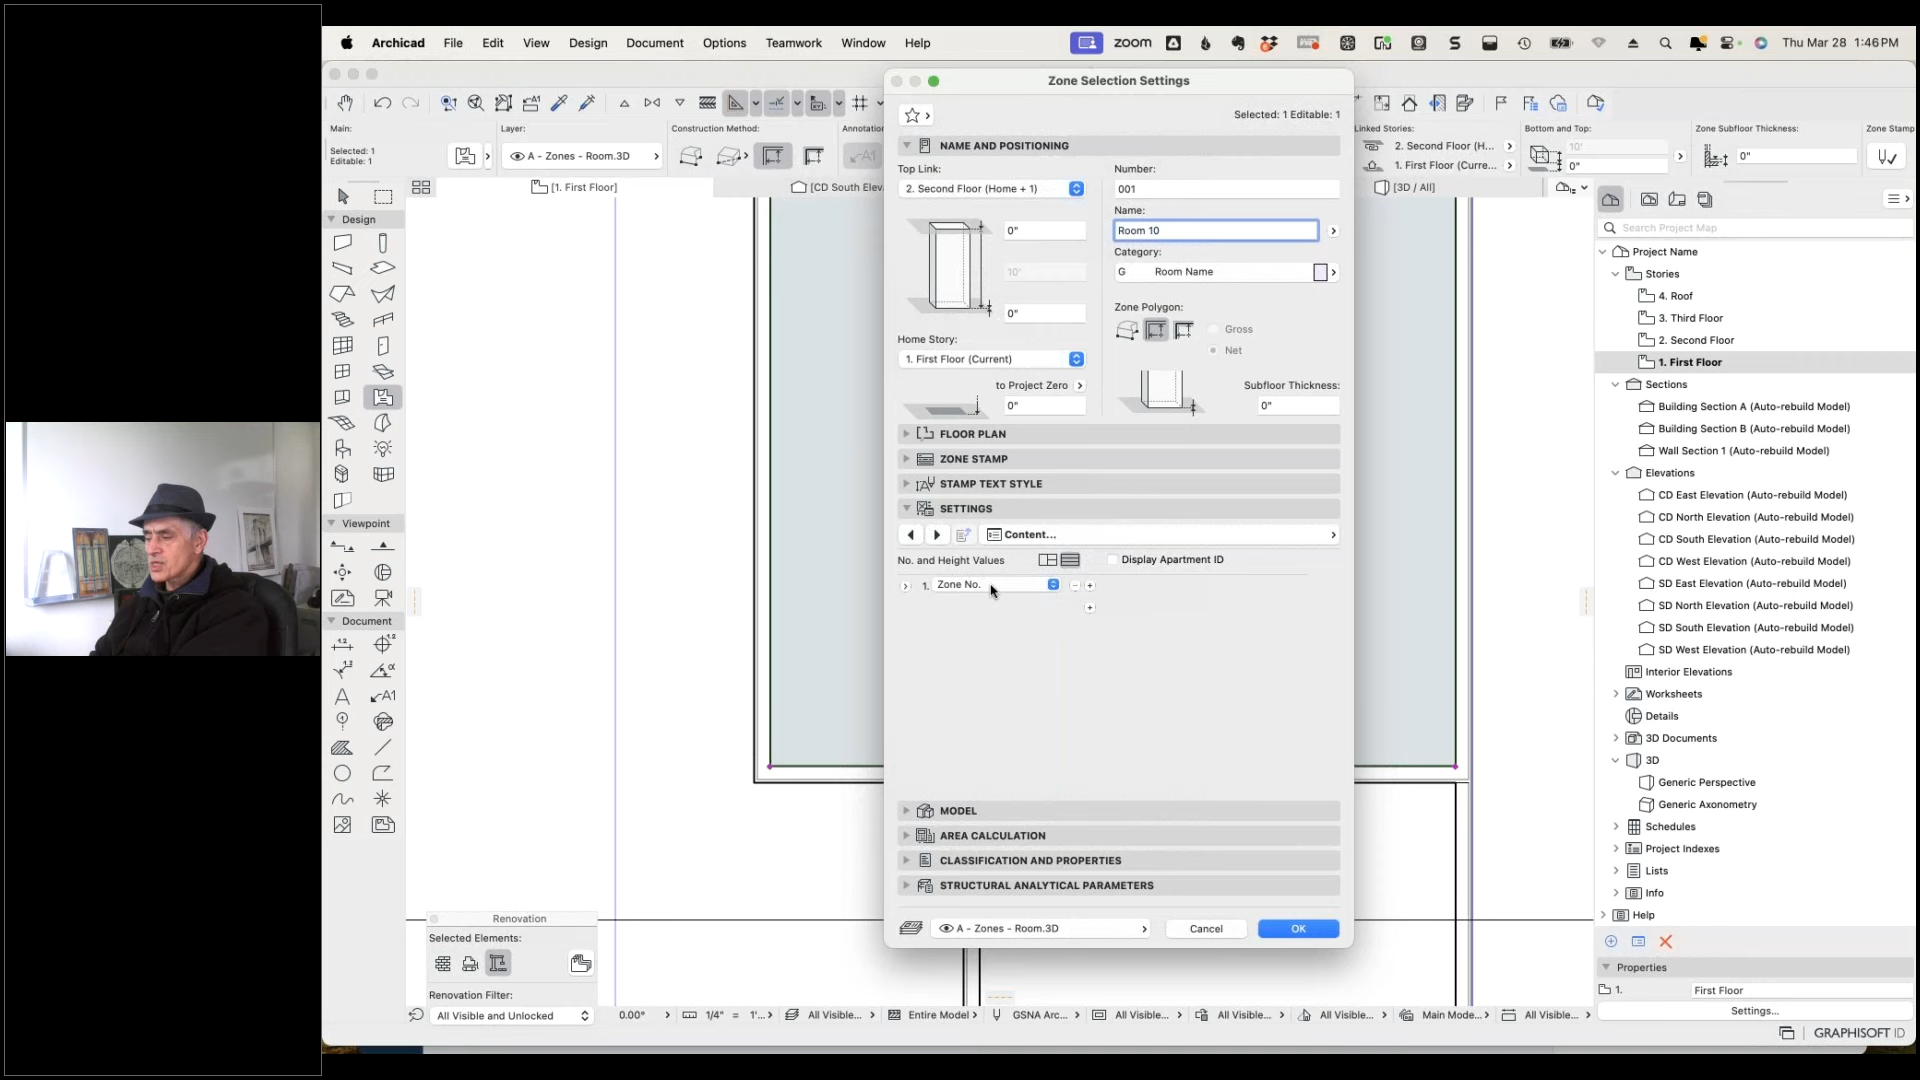 Archicad File Edit View Design Document Options Teamwork Window Help
zoom
Thu Mar 28 1:46 PM
Main:
Selected: 1
Editable: 1
Layer:
A - Zones - Room.3D
Construction Method:
Annotatio
Linked Stories:
2. Second Floor (H...
1. First Floor (Curre...
Bottom and Top:
10'
0"
Zone Subfloor Thickness:
0"
Zone Stamp
[1. First Floor]
[CD South Elev
[3D / All]
Design
Viewpoint
Document
Zone Selection Settings
Selected: 1 Editable: 1
NAME AND POSITIONING
Top Link:
2. Second Floor (Home + 1)
0"
10'
0"
Home Story:
1. First Floor (Current)
to Project Zero
0"
Number:
001
Name:
Room 10
Category:
G Room Name
Zone Polygon:
Gross
Net
Subfloor Thickness:
0"
FLOOR PLAN
ZONE STAMP
STAMP TEXT STYLE
SETTINGS
Content...
No. and Height Values
Display Apartment ID
1. Zone No.
MODEL
AREA CALCULATION
CLASSIFICATION AND PROPERTIES
STRUCTURAL ANALYTICAL PARAMETERS
A - Zones - Room.3D
Cancel
OK
Search Project Map
Project Name
Stories
4. Roof
3. Third Floor
2. Second Floor
1. First Floor
Sections
Building Section A (Auto-rebuild Model)
Building Section B (Auto-rebuild Model)
Wall Section 1 (Auto-rebuild Model)
Elevations
CD East Elevation (Auto-rebuild Model)
CD North Elevation (Auto-rebuild Model)
CD South Elevation (Auto-rebuild Model)
CD West Elevation (Auto-rebuild Model)
SD East Elevation (Auto-rebuild Model)
SD North Elevation (Auto-rebuild Model)
SD South Elevation (Auto-rebuild Model)
SD West Elevation (Auto-rebuild Model)
Interior Elevations
Worksheets
Details
3D Documents
3D
Generic Perspective
Generic Axonometry
Schedules
Project Indexes
Lists
Info
Help
Properties
1. First Floor
Settings...
GRAPHISOFT ID
Renovation
Selected Elements:
Renovation Filter:
All Visible and Unlocked
0.00°
1/4" = 1'...
All Visible...
Entire Model
GSNA Arc...
All Visible...
All Visible...
All Visible...
Main Mode...
All Visible...